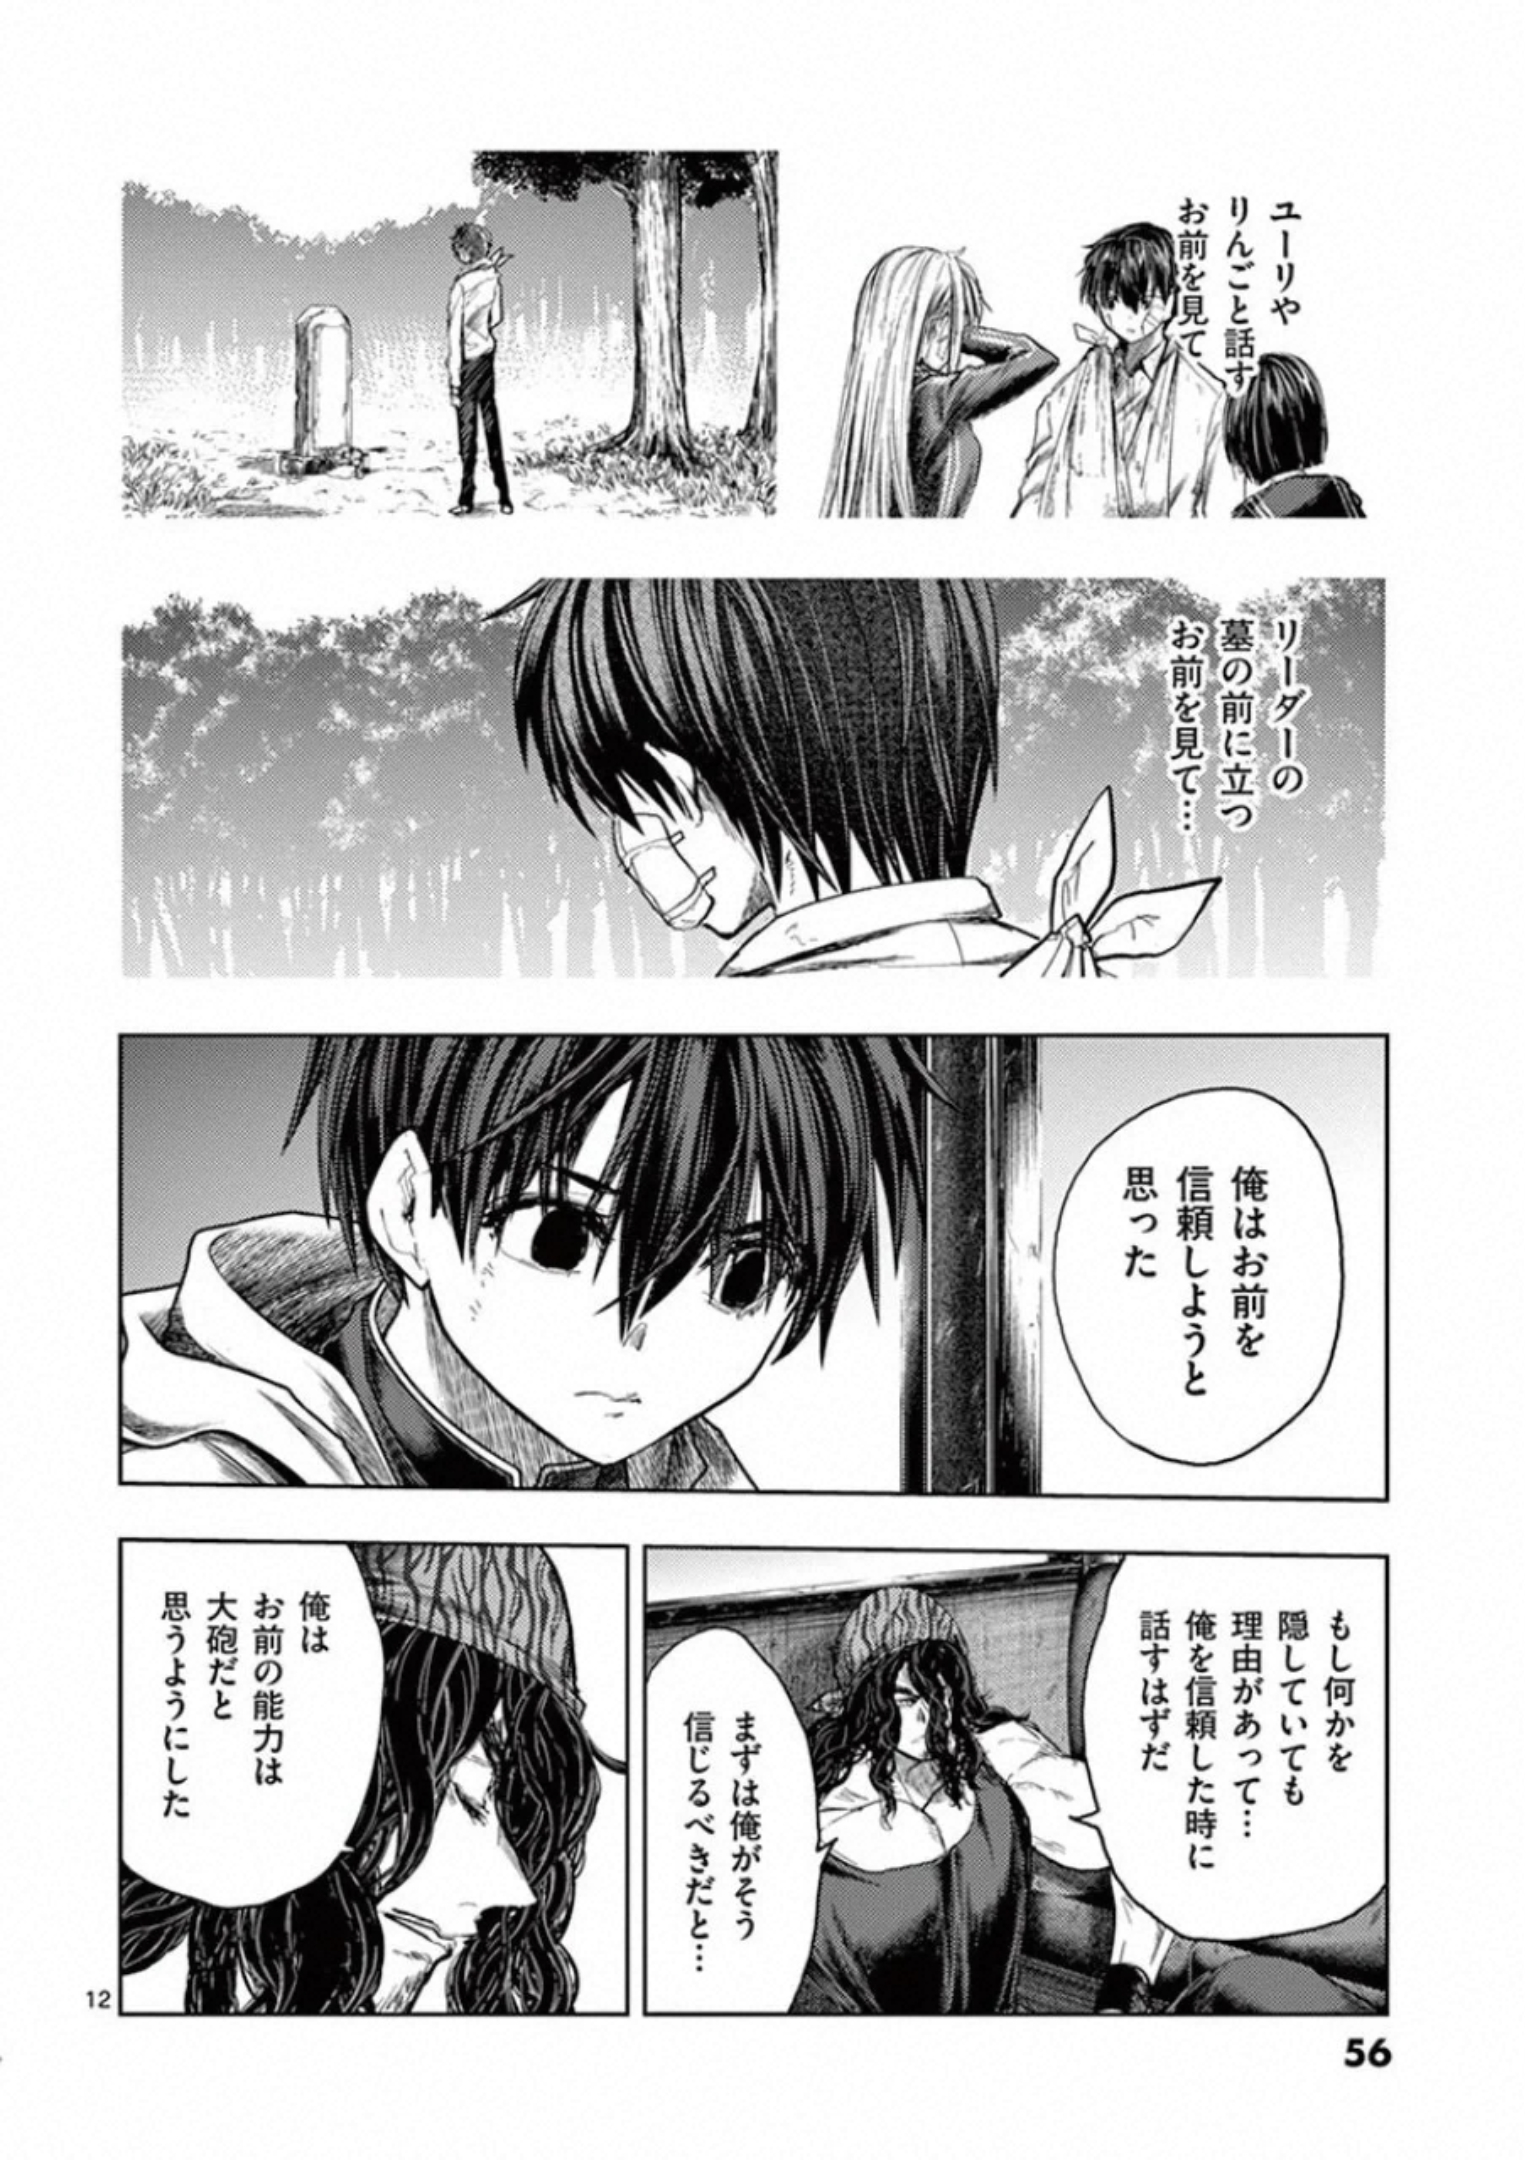 ユーリや
りんごと話す
お前を見て
リーダーの
墓の前に立つ
お前を見て…
俺はお前を
信頼しようと
思った
もし何かを
隠していても
理由があって…
俺を信頼した時に
話すはずだ
まずは俺がそう
信じるべきだと…
俺は
お前の能力は
大砲だと
思うようにした
12
56